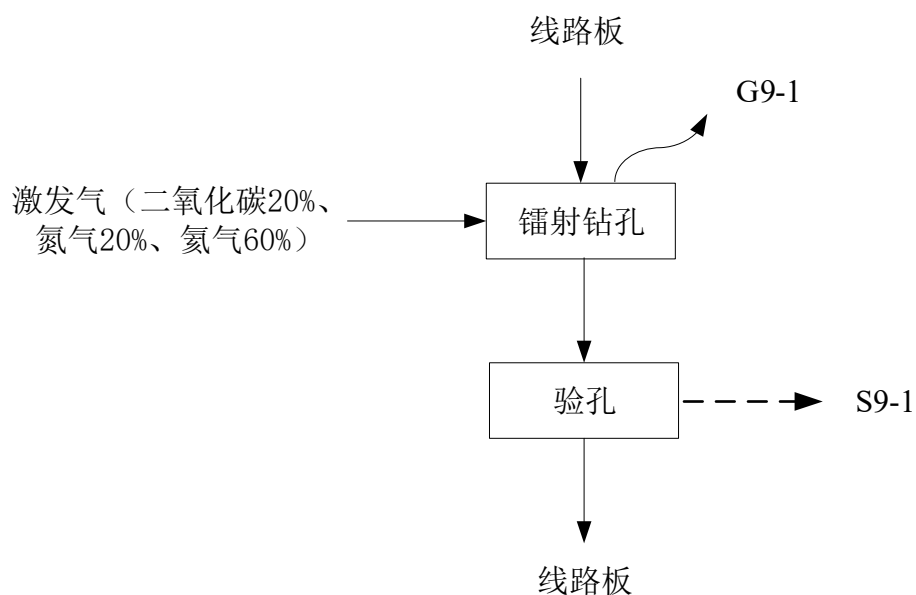 线路板
G9-1
激发气（二氧化碳20%、
氮气20%、氦气60%）
镭射钻孔
验孔
S9-1
线路板